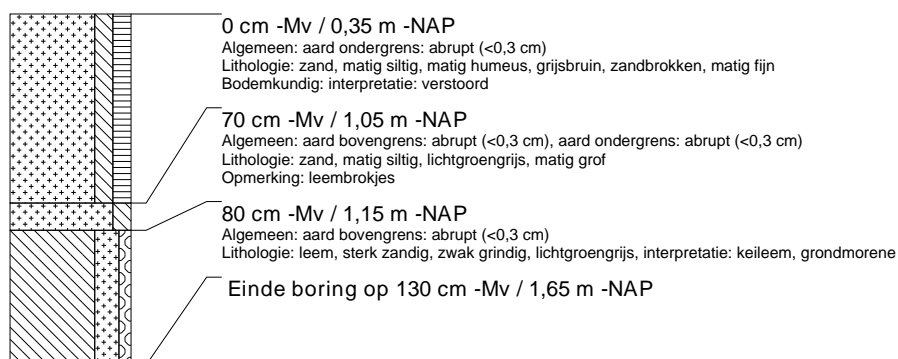 0 cm -Mv / 0,35 m -NAP
Algemeen: aard ondergrens: abrupt (<0,3 cm)
Lithologie: zand, matig siltig, matig humeus, grijsbruin, zandbrokken, matig fijn
Bodemkundig: interpretatie: verstoord
70 cm -Mv / 1,05 m -NAP
Algemeen: aard bovengrens: abrupt (<0,3 cm), aard ondergrens: abrupt (<0,3 cm)
Lithologie: zand, matig siltig, lichtgroengrijs, matig grof
Opmerking: leembrokjes
80 cm -Mv / 1,15 m -NAP
Algemeen: aard bovengrens: abrupt (<0,3 cm)
Lithologie: leem, sterk zandig, zwak grindig, lichtgroengrijs, interpretatie: keileem, grondmorene
Einde boring op 130 cm -Mv / 1,65 m -NAP